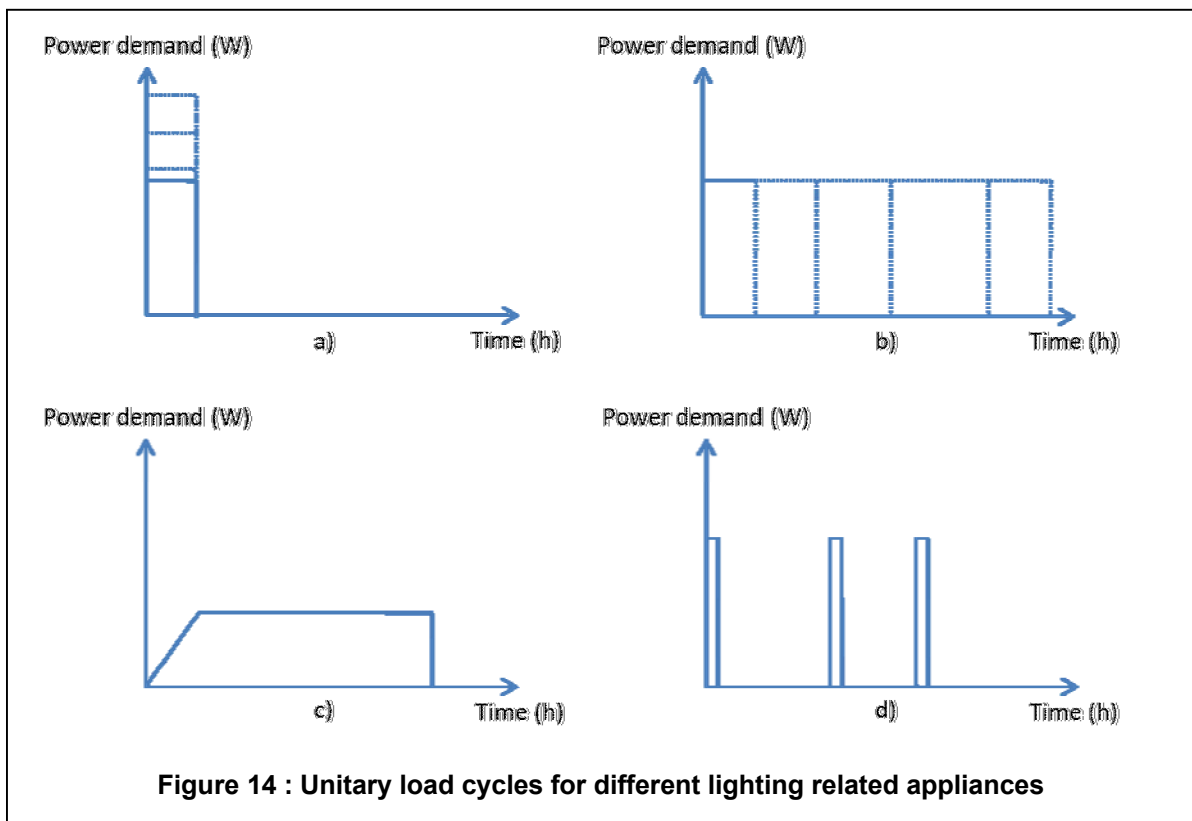 Power demand (W)
Power demand (W)
a)
Time (h)
b)
Time (h)
Power demand (W)
Power demand (W)
c)
Time (h)
d)
Time (h)
Figure 14 : Unitary load cycles for different lighting related appliances